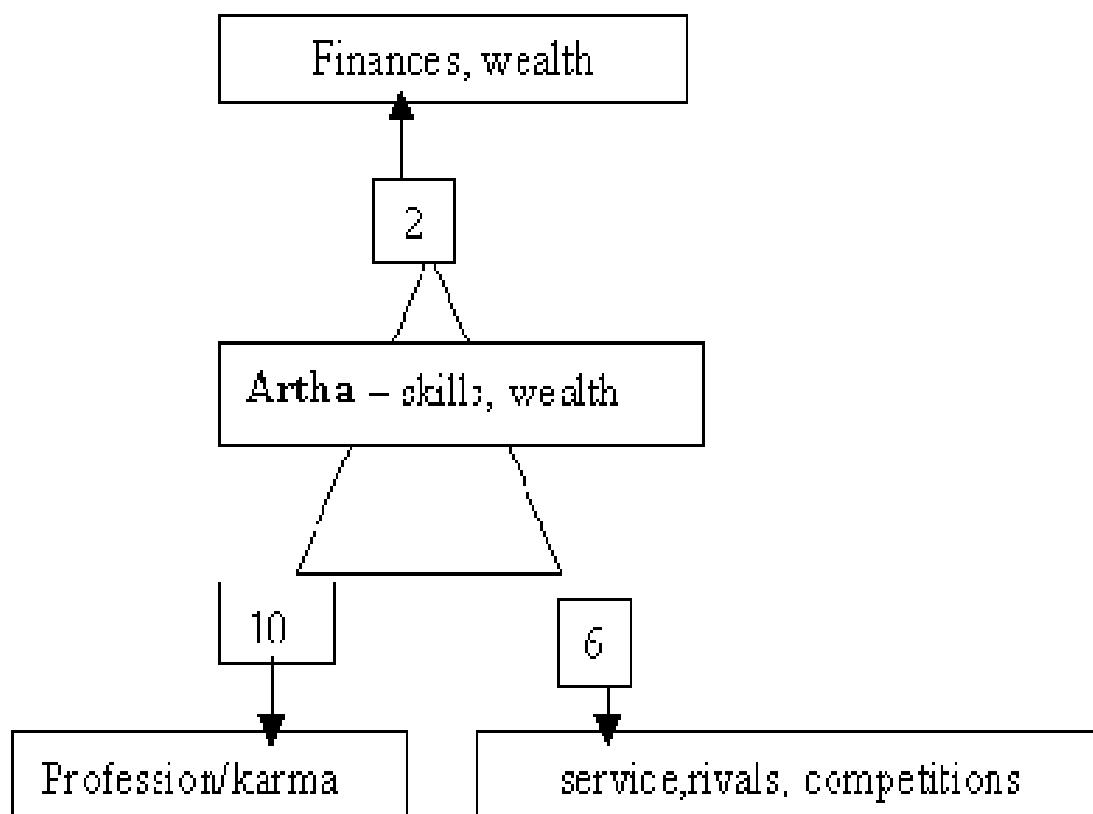 Finances, wealth
2
Artha – skills, wealth
10
6
Profession/karma
service,rivals, competitions